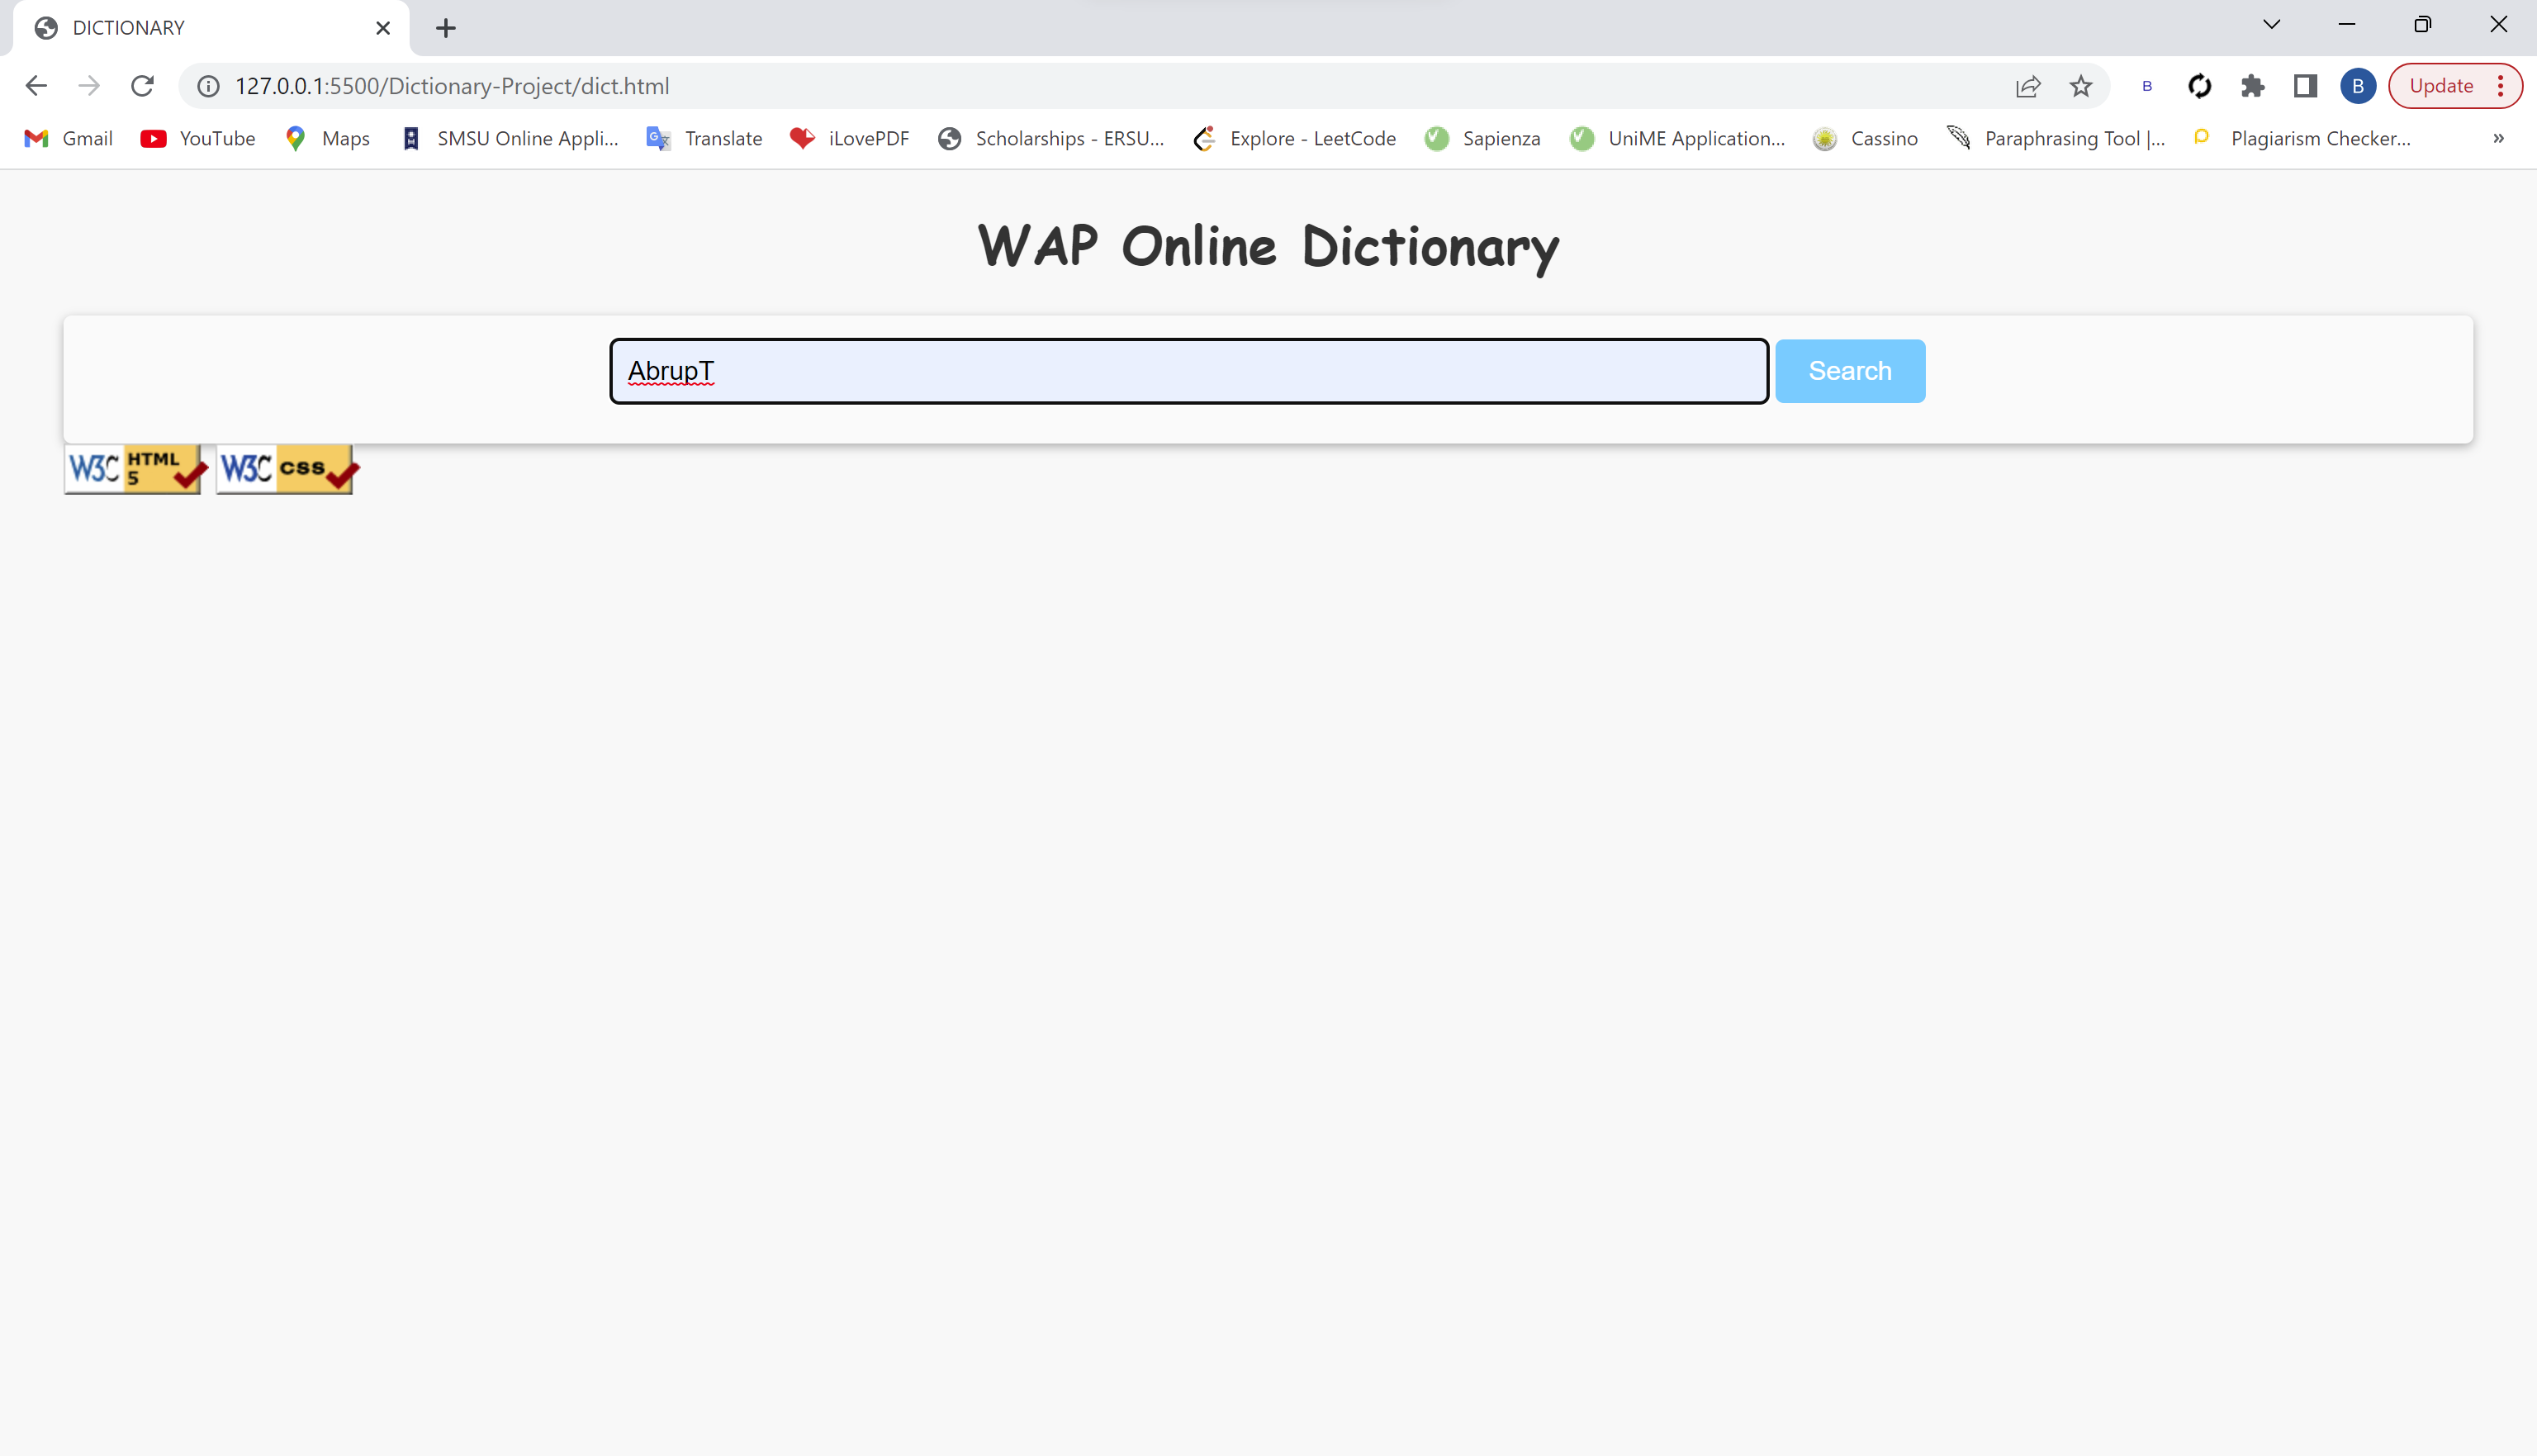 DICTIONARY
127.0.0.1:5500/Dictionary-Project/dict.html
B
B
Update
Gmail
YouTube
Maps
SMSU Online Appli...
Translate
iLovePDF
Scholarships - ERSU...
Explore - LeetCode
Sapienza
UniME Application...
Cassino
Paraphrasing Tool |...
Plagiarism Checker...
»
WAP Online Dictionary
AbrupT
Search
W3C HTML 5
W3C css